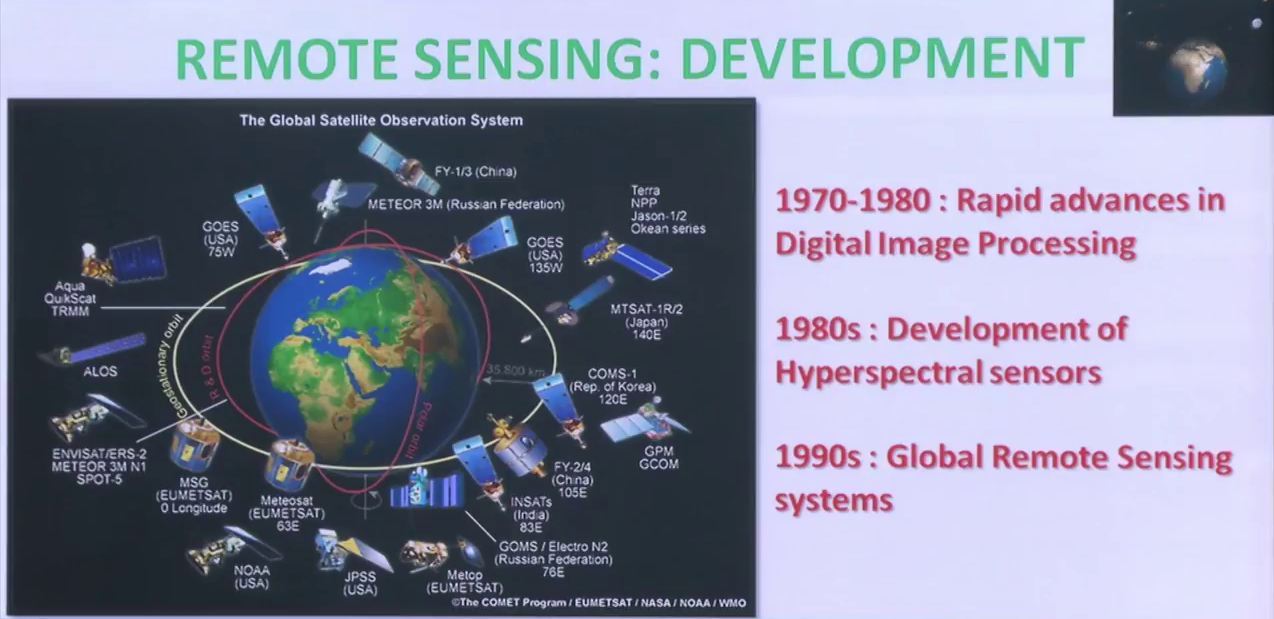 REMOTE SENSING: DEVELOPMENT
The Global Satellite Observation System
FY-1/3 (China)
METEOR 3M (Russian Federation)
Terra
NPP
Jason-1/2
Okean series
GOES
(USA)
75W
GOES
(USA)
135W
Aqua
QuikScat
TRMM
MTSAT-1R/2
(Japan)
140E
ALOS
Geostationary orbit
R & D orbit
35,800 km
Polar orbit
COMS-1
(Rep. of Korea)
120E
GPM
GCOM
ENVISAT/ERS-2
METEOR 3M N1
SPOT-5
MSG
(EUMETSAT)
0 Longitude
Meteosat
(EUMETSAT)
63E
FY-2/4
(China)
105E
INSATs
(India)
83E
GOMS / Electro N2
(Russian Federation)
76E
NOAA
(USA)
JPSS
(USA)
Metop
(EUMETSAT)
©The COMET Program / EUMETSAT / NASA / NOAA / WMO
1970-1980 : Rapid advances in
Digital Image Processing
1980s : Development of
Hyperspectral sensors
1990s : Global Remote Sensing
systems